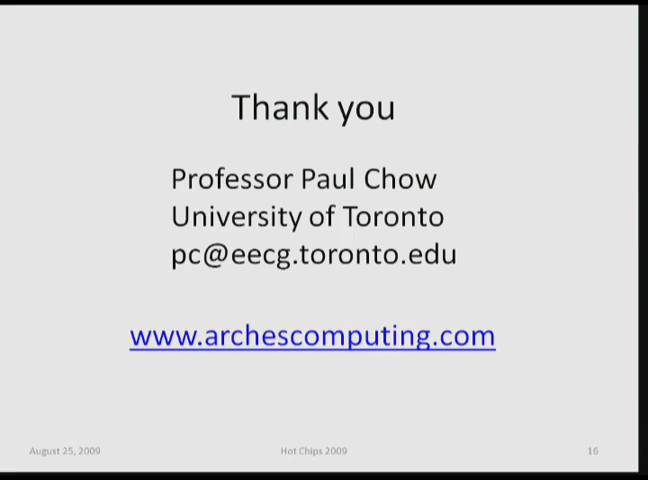 Thank you
Professor Paul Chow
University of Toronto
pc@eecg.toronto.edu
www.archescomputing.com
August 25, 2009
Hot Chips 2009
16